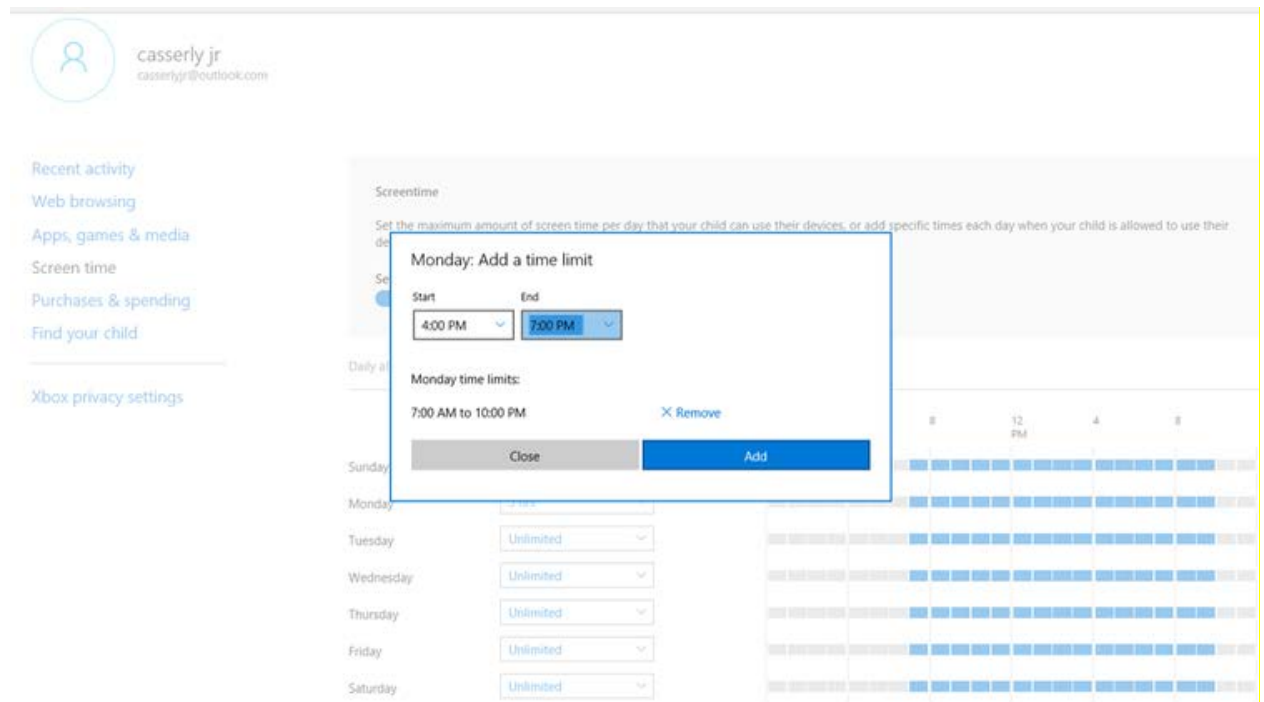 casserly jr
casserlyjr@outlook.com
Recent activity
Web browsing
Apps, games & media
Screen time
Purchases & spending
Find your child
Xbox privacy settings
Screentime
Set the maximum amount of screen time per day that your child can use their devices, or add specific times each day when your child is allowed to use their
de
Se
Monday: Add a time limit
Start End
4:00 PM 7:00 PM
Monday time limits:
7:00 AM to 10:00 PM Remove
Close Add
Daily al
8 12 4 8
PM
Sunday
Monday
Tuesday Unlimited
Wednesday Unlimited
Thursday Unlimited
Friday Unlimited
Saturday Unlimited